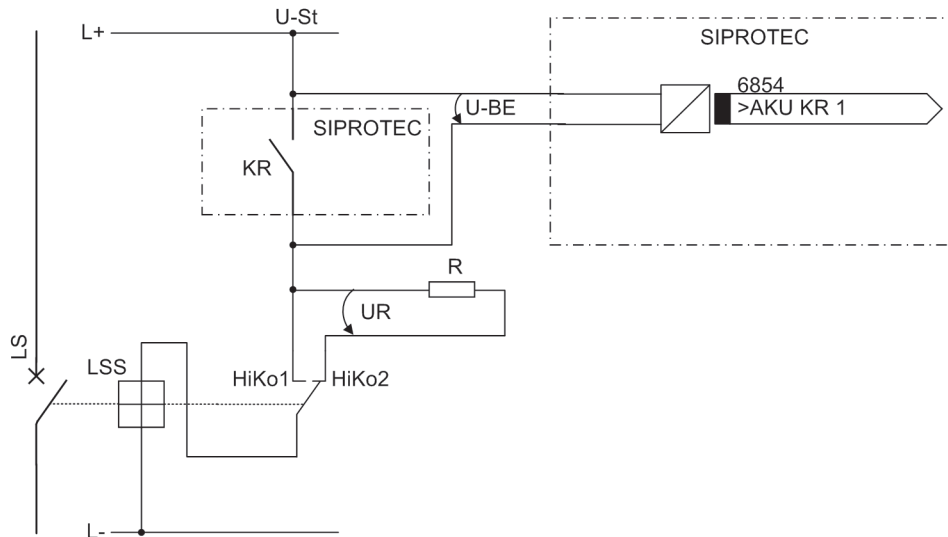 U-St
L+
SIPROTEC
6854
>AKU KR 1
U-BE
SIPROTEC
KR
R
UR
LS
LSS
HiKo1
HiKo2
L-